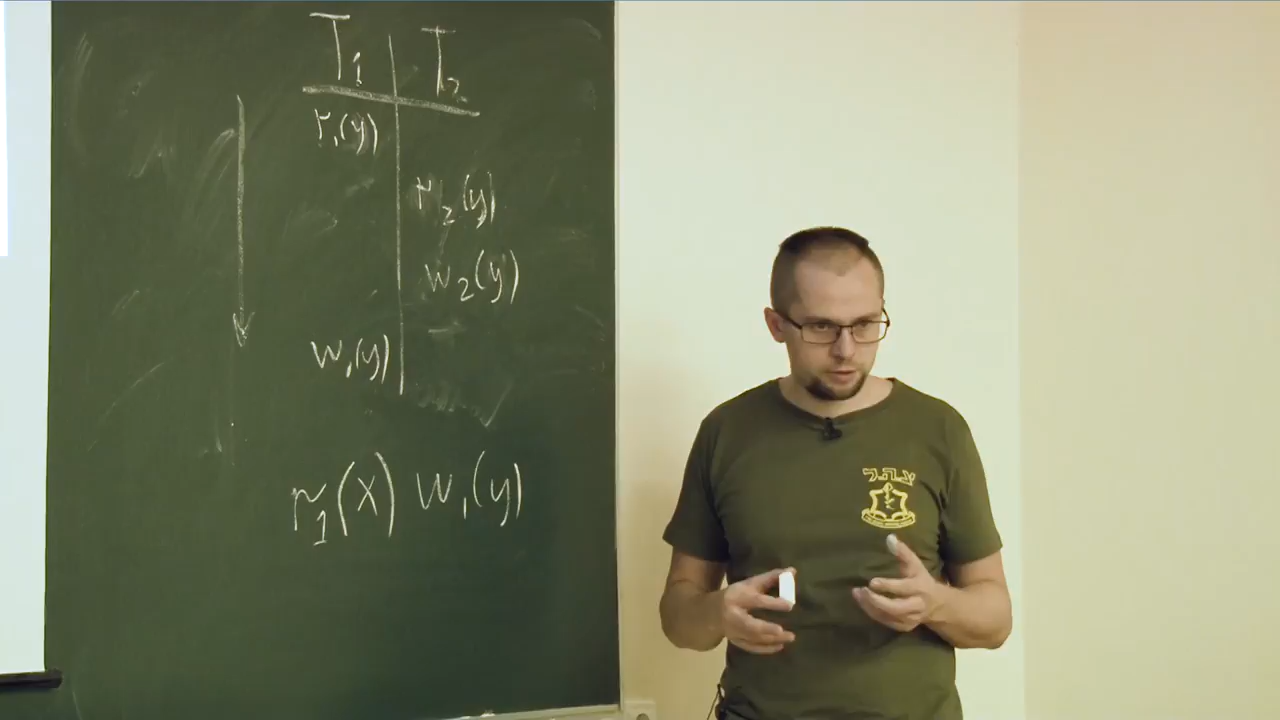 T₁ T₂
r₁(y)
r₂(y)
w₂(y)
w₁(y)
r₁(x) w₁(y)
צ.ה.ל